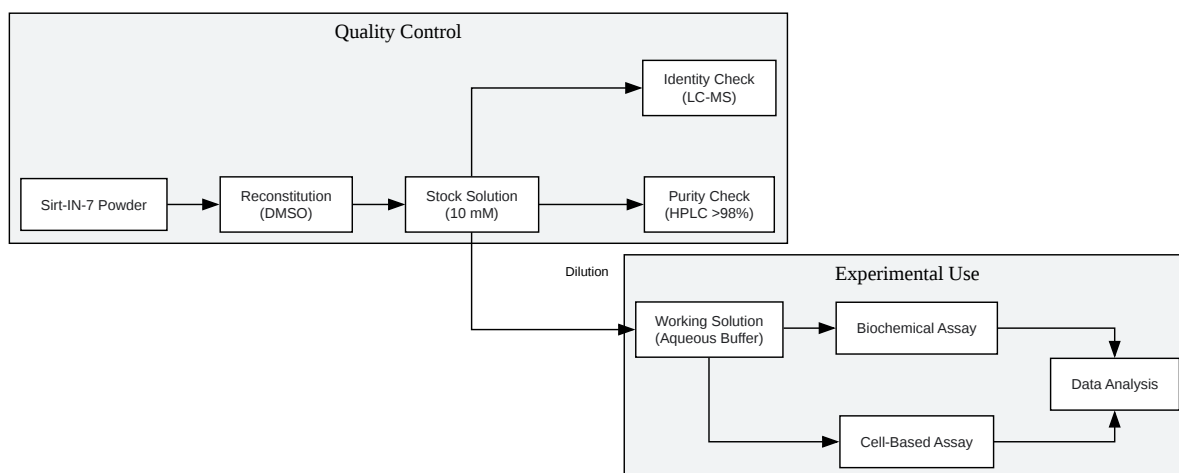 Quality Control
Identity Check
(LC-MS)
Sirt-IN-7 Powder
Reconstitution
(DMSO)
Stock Solution
(10 mM)
Purity Check
(HPLC >98%)
Dilution
Experimental Use
Working Solution
(Aqueous Buffer)
Biochemical Assay
Data Analysis
Cell-Based Assay